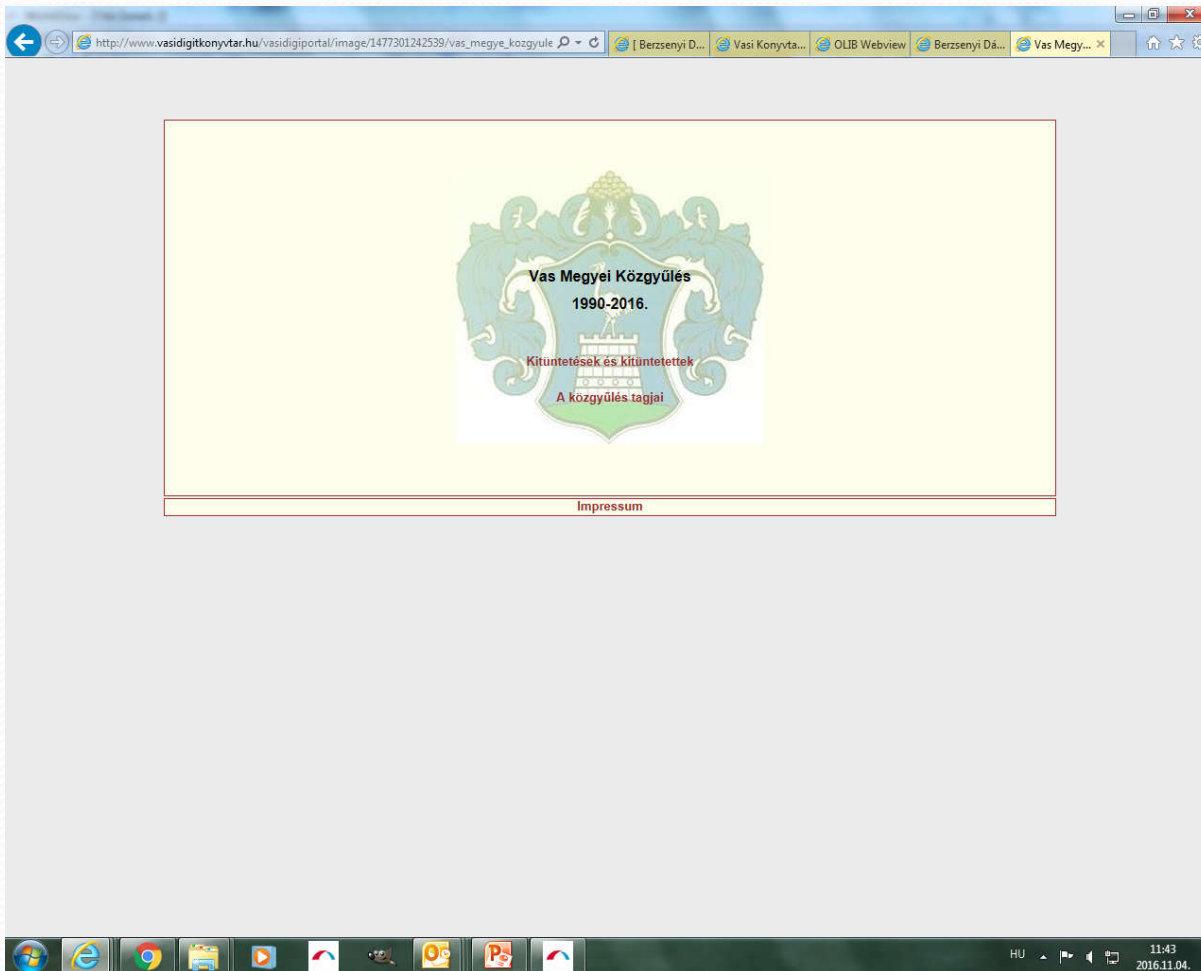 http://www.vasidigitkonyvtar.hu/vasidigiportal/image/1477301242539/vas_megye_kozgyule
[ Berzsenyi D...
Vasi Konyvta...
OLIB Webview
Berzsenyi Dá...
Vas Megy...
Vas Megyei Közgyűlés
1990-2016.
Kitüntetések és kitüntetettek
A közgyűlés tagjai
Impressum
HU
11:43
2016.11.04.